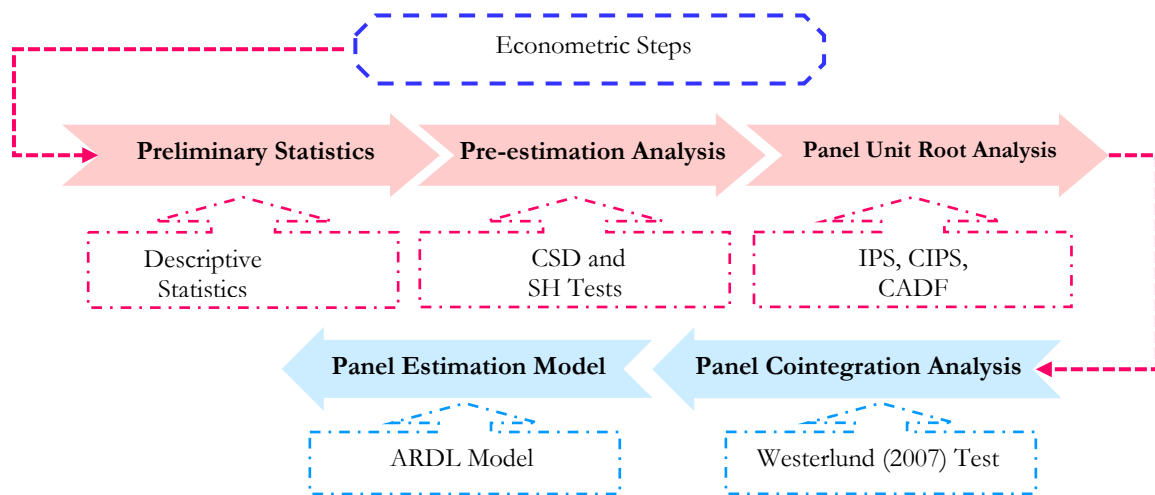 Econometric Steps
Preliminary Statistics
Pre-estimation Analysis
Panel Unit Root Analysis
Descriptive
Statistics
CSD and
SH Tests
IPS, CIPS,
CADF
Panel Estimation Model
Panel Cointegration Analysis
ARDL Model
Westerlund (2007) Test